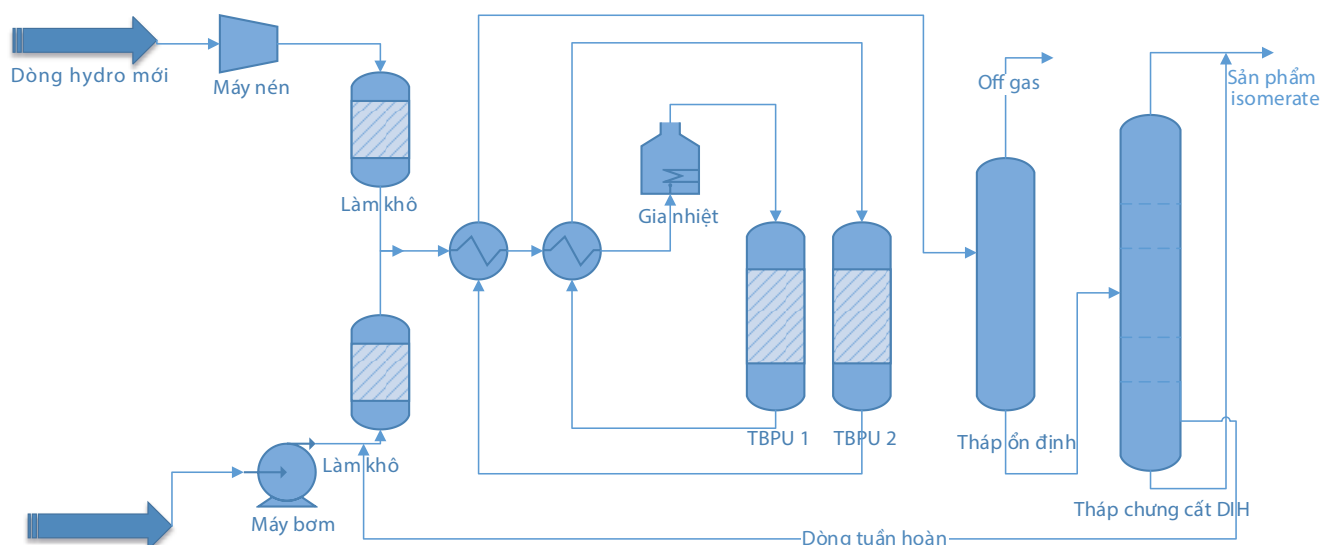 Dòng hydro mới
Máy nén
Làm khô
Gia nhiệt
Off gas
Sản phẩm
isomerate
TBPU 1
TBPU 2
Tháp ổn định
Làm khô
Máy bơm
Tháp chưng cất DIH
Dòng tuần hoàn